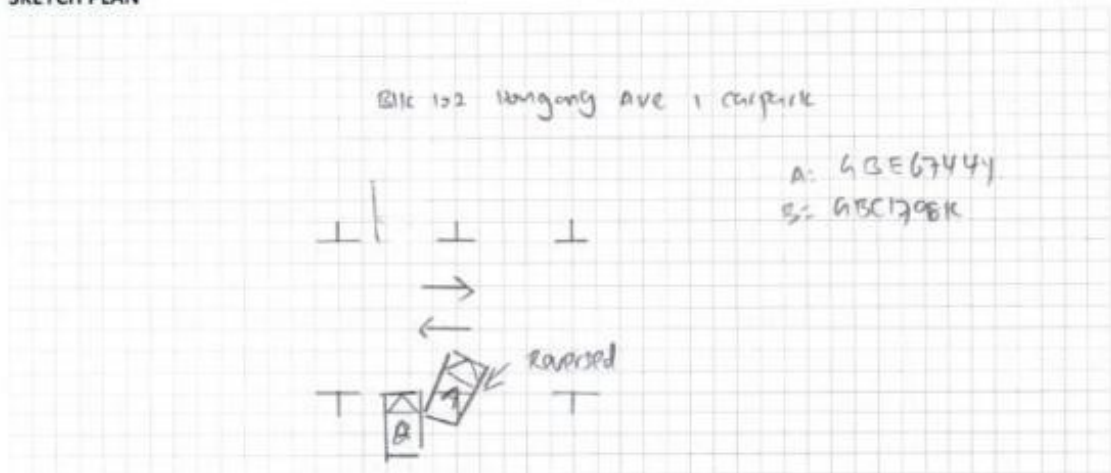 SKETCH PLAN
Blk 102 Hougang Ave 1 carpark
A: GBE6744Y
B: GBC1798K
Reversed
A
B